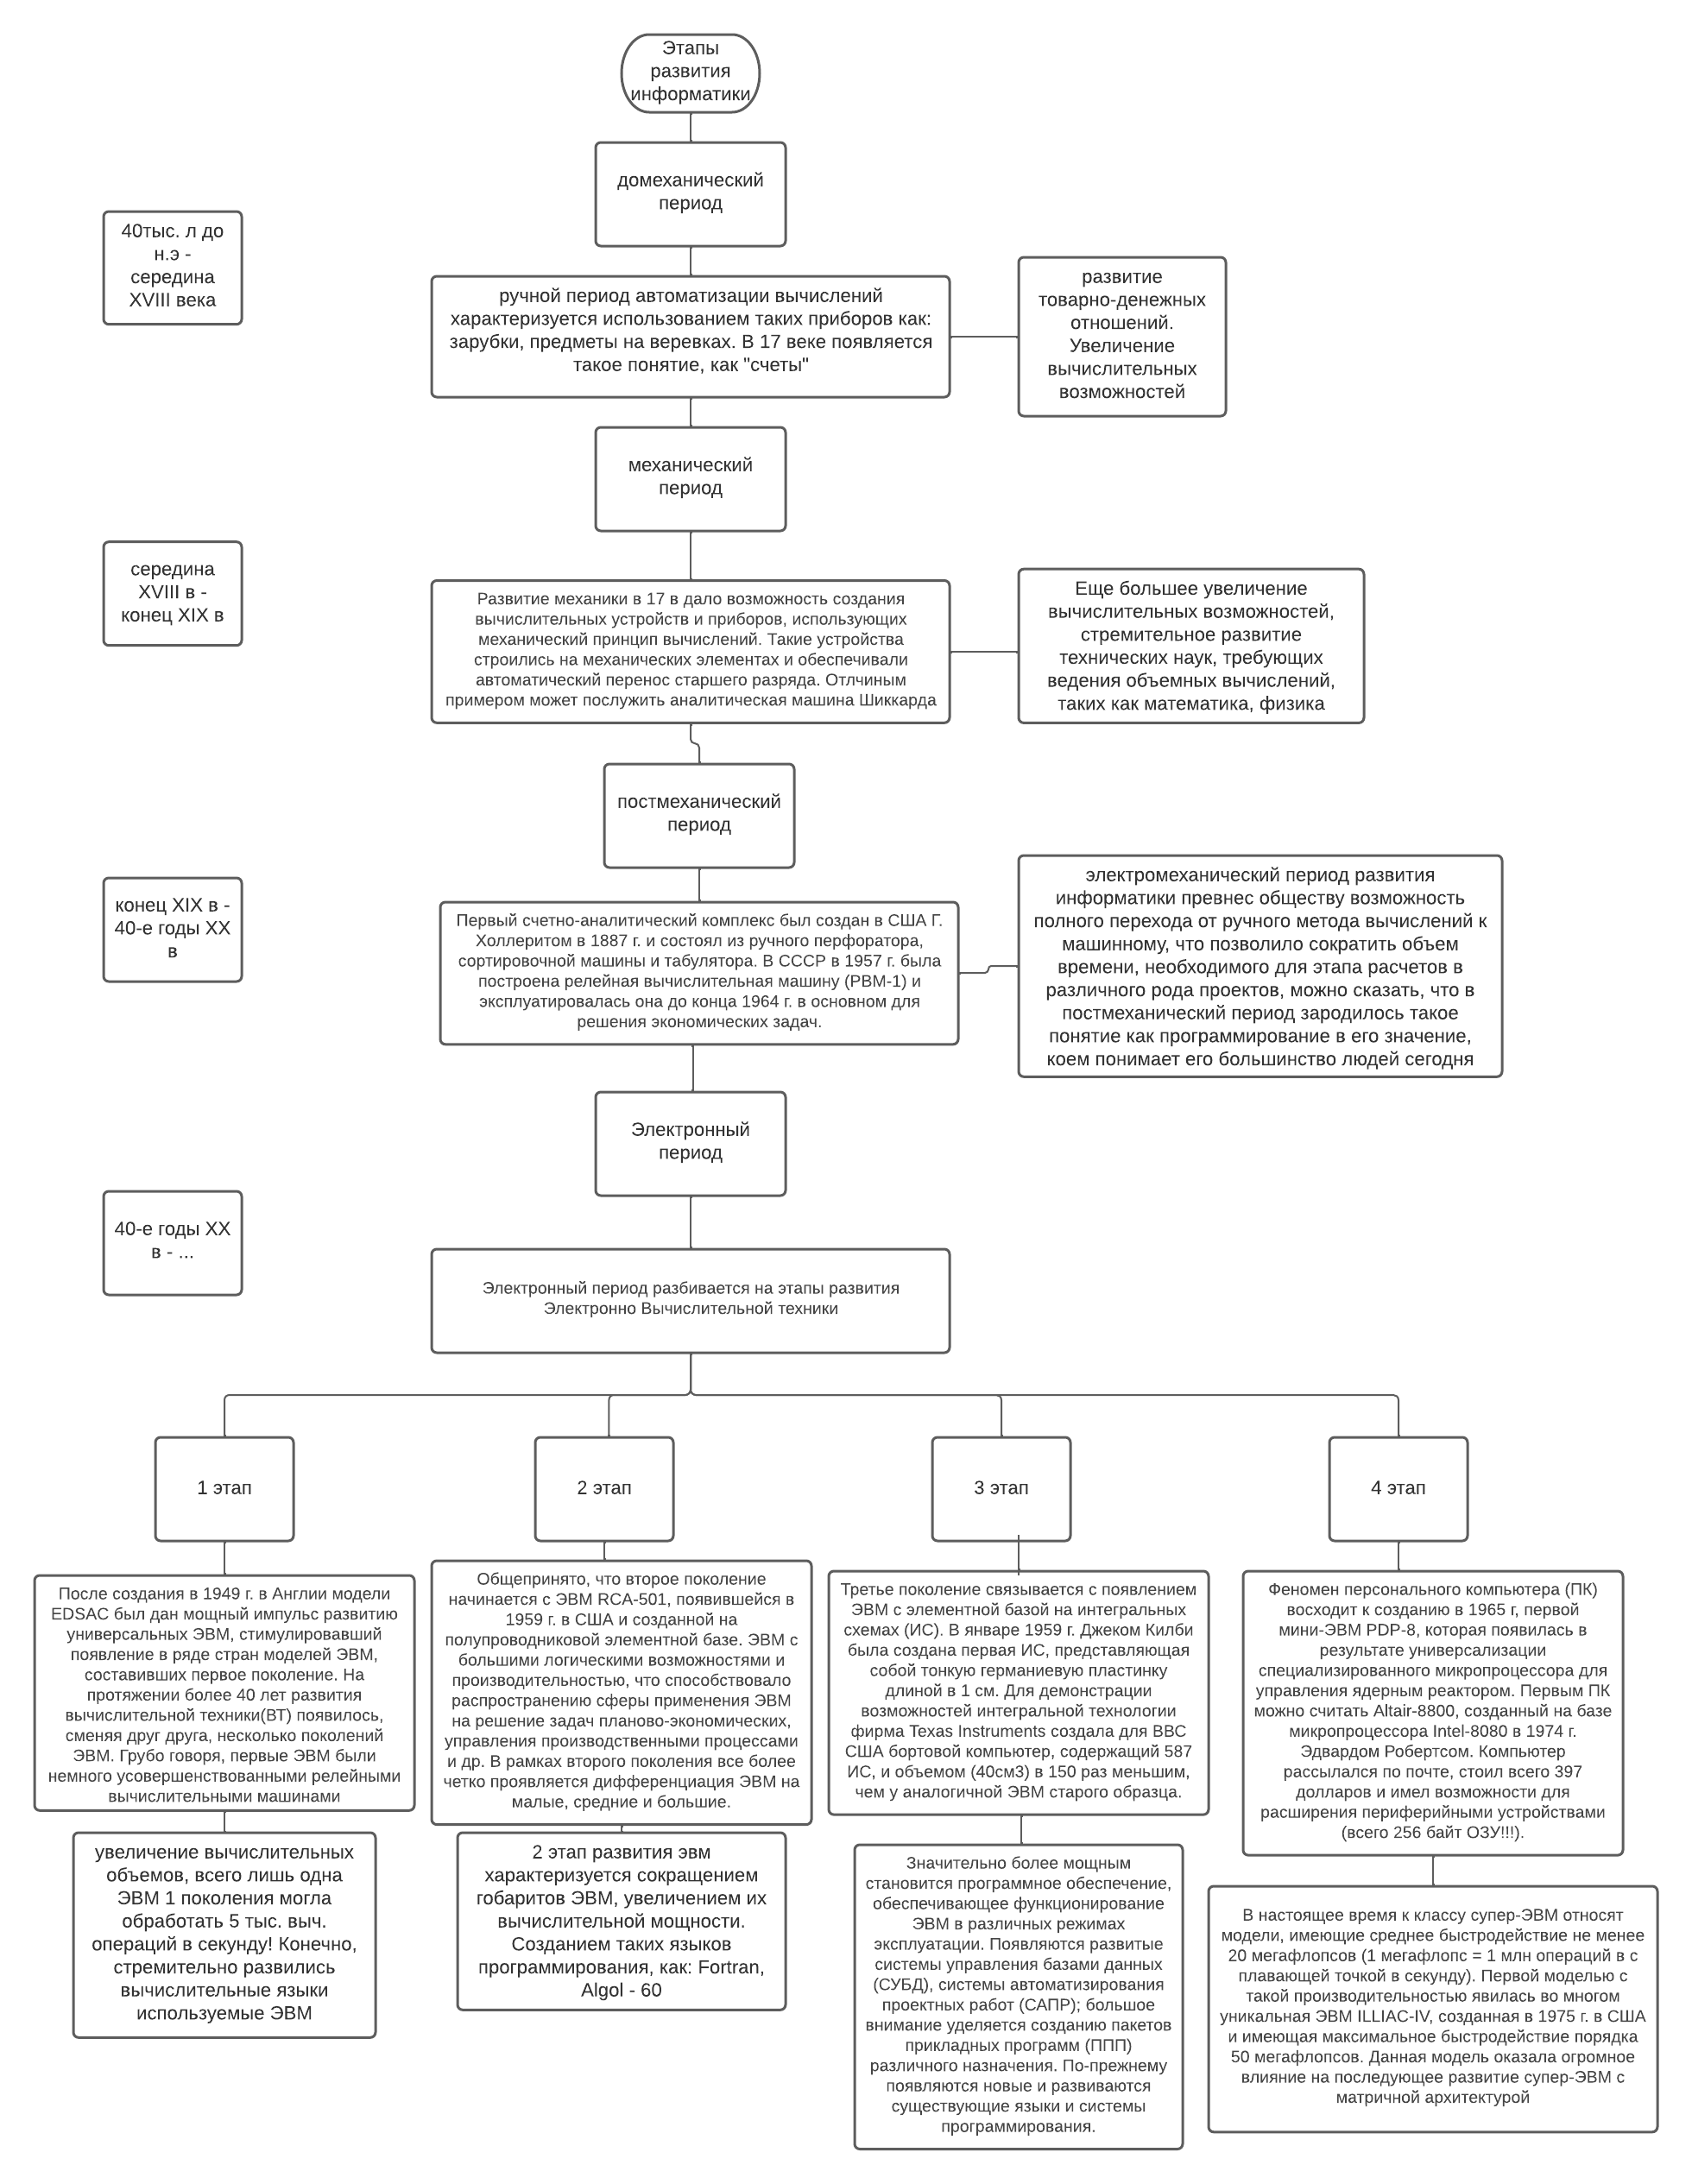 Этапы
развития
информатики
домеханический
период
40тыс. л до
н.э -
середина
XVIII века
ручной период автоматизации вычислений
характеризуется использованием таких приборов как:
зарубки, предметы на веревках. В 17 веке появляется
такое понятие, как "счеты"
развитие
товарно-денежных
отношений.
Увеличение
вычислительных
возможностей
механический
период
середина
XVIII в -
конец XIX в
Развитие механики в 17 в дало возможность создания
вычислительных устройств и приборов, использующих
механический принцип вычислений. Такие устройства
строились на механических элементах и обеспечивали
автоматический перенос старшего разряда. Отлчиным
примером может послужить аналитическая машина Шиккарда
Еще большее увеличение
вычислительных возможностей,
стремительное развитие
технических наук, требующих
ведения объемных вычислений,
таких как математика, физика
постмеханический
период
конец XIX в -
40-е годы XX
в
Первый счетно-аналитический комплекс был создан в США Г.
Холлеритом в 1887 г. и состоял из ручного перфоратора,
сортировочной машины и табулятора. В СССР в 1957 г. была
построена релейная вычислительная машину (РВМ-1) и
эксплуатировалась она до конца 1964 г. в основном для
решения экономических задач.
электромеханический период развития
информатики превнес обществу возможность
полного перехода от ручного метода вычислений к
машинному, что позволило сократить объем
времени, необходимого для этапа расчетов в
различного рода проектов, можно сказать, что в
постмеханический период зародилось такое
понятие как программирование в его значение,
коем понимает его большинство людей сегодня
Электронный
период
40-е годы XX
в - ...
Электронный период разбивается на этапы развития
Электронно Вычислительной техники
1 этап
2 этап
3 этап
4 этап
После создания в 1949 г. в Англии модели
EDSAC был дан мощный импульс развитию
универсальных ЭВМ, стимулировавший
появление в ряде стран моделей ЭВМ,
составивших первое поколение. На
протяжении более 40 лет развития
вычислительной техники(ВТ) появилось,
сменяя друг друга, несколько поколений
ЭВМ. Грубо говоря, первые ЭВМ были
немного усовершенствованными релейными
вычислительными машинами
Общепринято, что второе поколение
начинается с ЭВМ RCA-501, появившейся в
1959 г. в США и созданной на
полупроводниковой элементной базе. ЭВМ с
большими логическими возможностями и
производительностью, что способствовало
распространению сферы применения ЭВМ
на решение задач планово-экономических,
управления производственными процессами
и др. В рамках второго поколения все более
четко проявляется дифференциация ЭВМ на
малые, средние и большие.
Третье поколение связывается с появлением
ЭВМ с элементной базой на интегральных
схемах (ИС). В январе 1959 г. Джеком Килби
была создана первая ИС, представляющая
собой тонкую германиевую пластинку
длиной в 1 см. Для демонстрации
возможностей интегральной технологии
фирма Texas Instruments создала для ВВС
США бортовой компьютер, содержащий 587
ИС, и объемом (40см3) в 150 раз меньшим,
чем у аналогичной ЭВМ старого образца.
Феномен персонального компьютера (ПК)
восходит к созданию в 1965 г, первой
мини-ЭВМ PDP-8, которая появилась в
результате универсализации
специализированного микропроцессора для
управления ядерным реактором. Первым ПК
можно считать Altair-8800, созданный на базе
микропроцессора Intel-8080 в 1974 г.
Эдвардом Робертсом. Компьютер
рассылался по почте, стоил всего 397
долларов и имел возможности для
расширения периферийными устройствами
(всего 256 байт ОЗУ!!!).
увеличение вычислительных
объемов, всего лишь одна
ЭВМ 1 поколения могла
обработать 5 тыс. выч.
операций в секунду! Конечно,
стремительно развились
вычислительные языки
используемые ЭВМ
2 этап развития эвм
характеризуется сокращением
гобаритов ЭВМ, увеличением их
вычислительной мощности.
Созданием таких языков
программирования, как: Fortran,
Algol - 60
Значительно более мощным
становится программное обеспечение,
обеспечивающее функционирование
ЭВМ в различных режимах
эксплуатации. Появляются развитые
системы управления базами данных
(СУБД), системы автоматизирования
проектных работ (САПР); большое
внимание уделяется созданию пакетов
прикладных программ (ППП)
различного назначения. По-прежнему
появляются новые и развиваются
существующие языки и системы
программирования.
В настоящее время к классу супер-ЭВМ относят
модели, имеющие среднее быстродействие не менее
20 мегафлопсов (1 мегафлопс = 1 млн операций в с
плавающей точкой в секунду). Первой моделью с
такой производительностью явилась во многом
уникальная ЭВМ ILLIAC-IV, созданная в 1975 г. в США
и имеющая максимальное быстродействие порядка
50 мегафлопсов. Данная модель оказала огромное
влияние на последующее развитие супер-ЭВМ с
матричной архитектурой